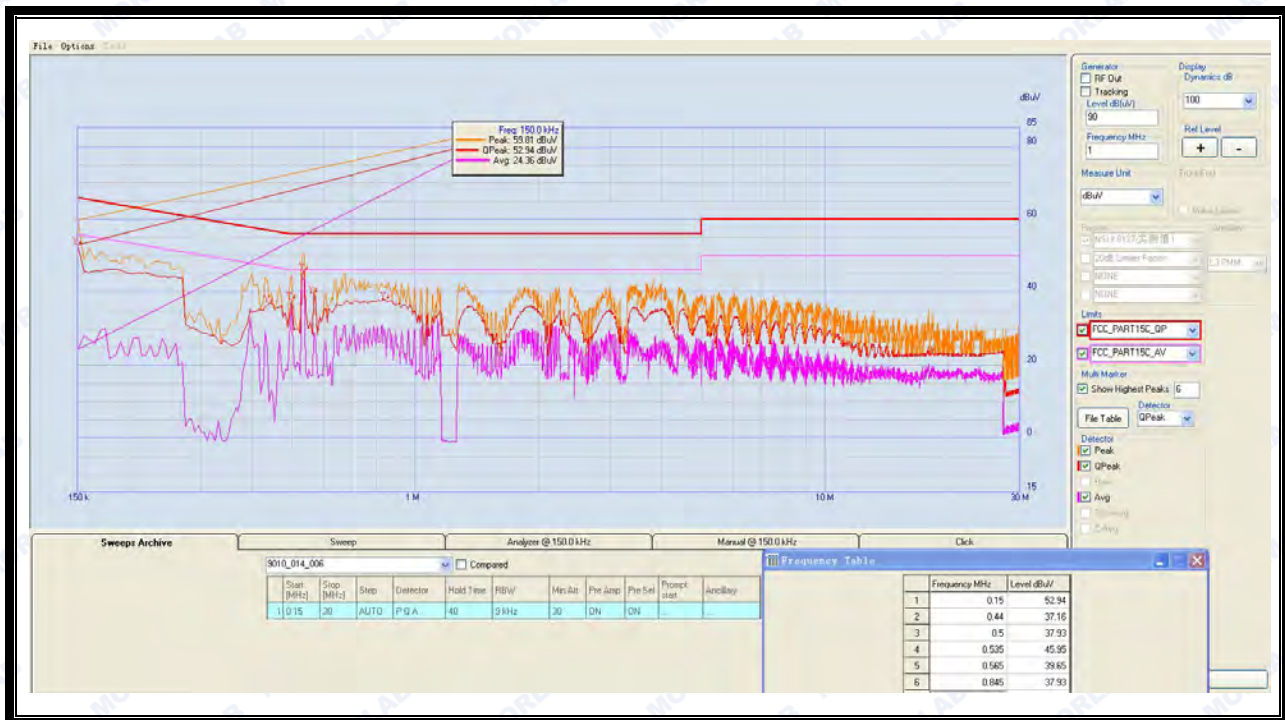 File Options Tools
dBuV
85
80
60
40
20
0
-15
150 k
1 M
10 M
30 M
Freq: 150.0 kHz
Peak: 59.81 dBuV
QPeak: 52.94 dBuV
Avg: 24.36 dBuV
Generator
RF Out
Tracking
Level dB(uV)
90
Frequency MHz
1
Display
Dynamics dB
100
Ref Level
+ -
Measure Unit
dBuV
20dB Limiter Factor
NONE
NONE
Limits
FCC_PART15C_QP
FCC_PART15C_AV
Multi Marker
Show Highest Peaks 6
File Table
Detector
QPeak
Detector
Peak
QPeak
Avg
Sweeps Archive Sweep Analyzer @ 150.0 kHz Manual @ 150.0 kHz Click
9010_014_006 Compared
Start [MHz] Stop [MHz] Step Detector Hold Time RBW Min Att Pre Amp Pre Sel Prompt start Ancillary
1 0.15 30 AUTO P Q A 40 9 kHz 30 ON ON ... ...
Frequency Table
Frequency MHz Level dBuV
1 0.15 52.94
2 0.44 37.16
3 0.5 37.93
4 0.535 45.95
5 0.565 39.65
6 0.845 37.93
MORLAB